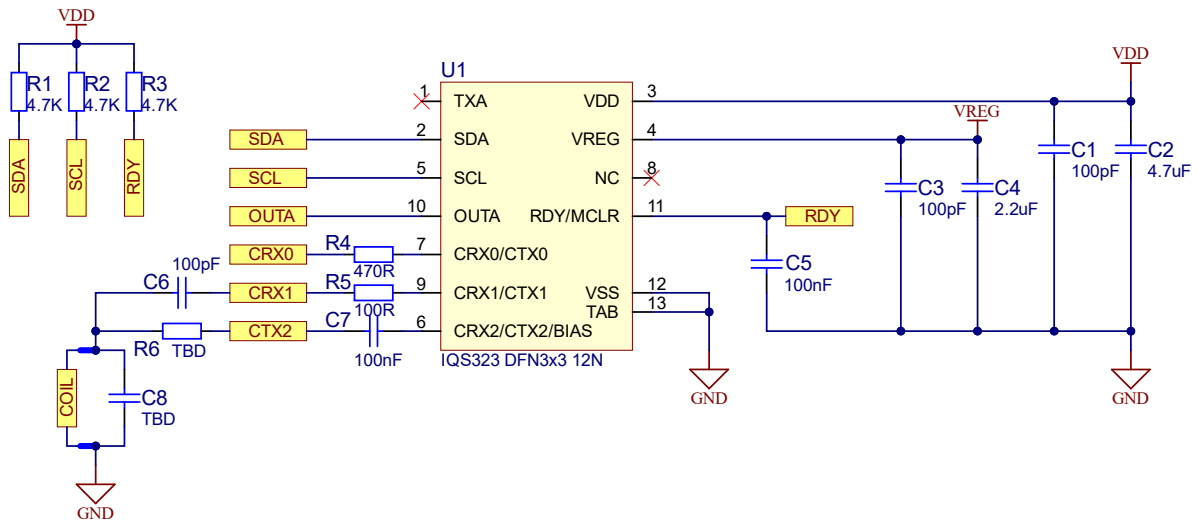 VDD
R1
4.7K
R2
4.7K
R3
4.7K
SDA
SCL
RDY
U1
1
TXA
VDD
3
SDA
2
SDA
VREG
4
SCL
5
SCL
NC
8
OUTA
10
OUTA
RDY/MCLR
11
RDY
CRX0
R4
470R
7
CRX0/CTX0
C6
100pF
CRX1
R5
100R
9
CRX1/CTX1
VSS
12
TAB
13
R6
TBD
CTX2
C7
100nF
6
CRX2/CTX2/BIAS
IQS323 DFN3x3 12N
COIL
C8
TBD
GND
VREG
VDD
C1
100pF
C2
4.7uF
C3
100pF
C4
2.2uF
C5
100nF
GND
GND